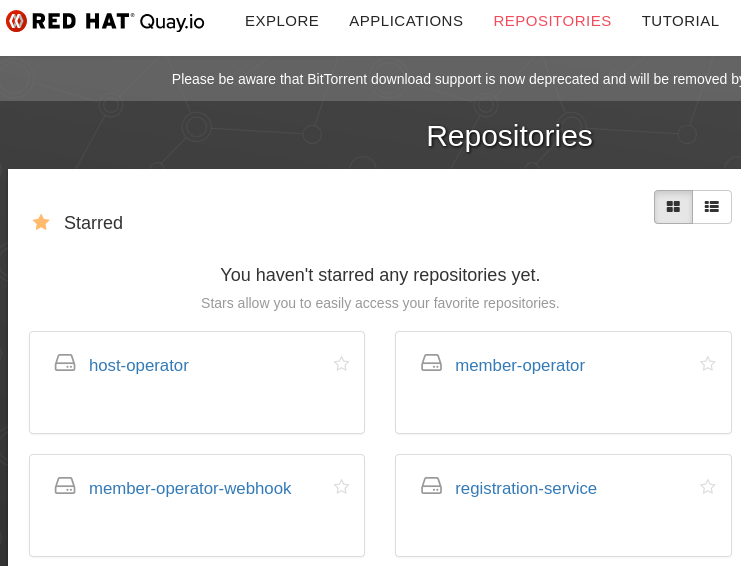 RED HAT® Quay.io EXPLORE APPLICATIONS REPOSITORIES TUTORIAL
Please be aware that BitTorrent download support is now deprecated and will be removed by
Repositories
Starred
You haven't starred any repositories yet.
Stars allow you to easily access your favorite repositories.
host-operator member-operator
member-operator-webhook registration-service